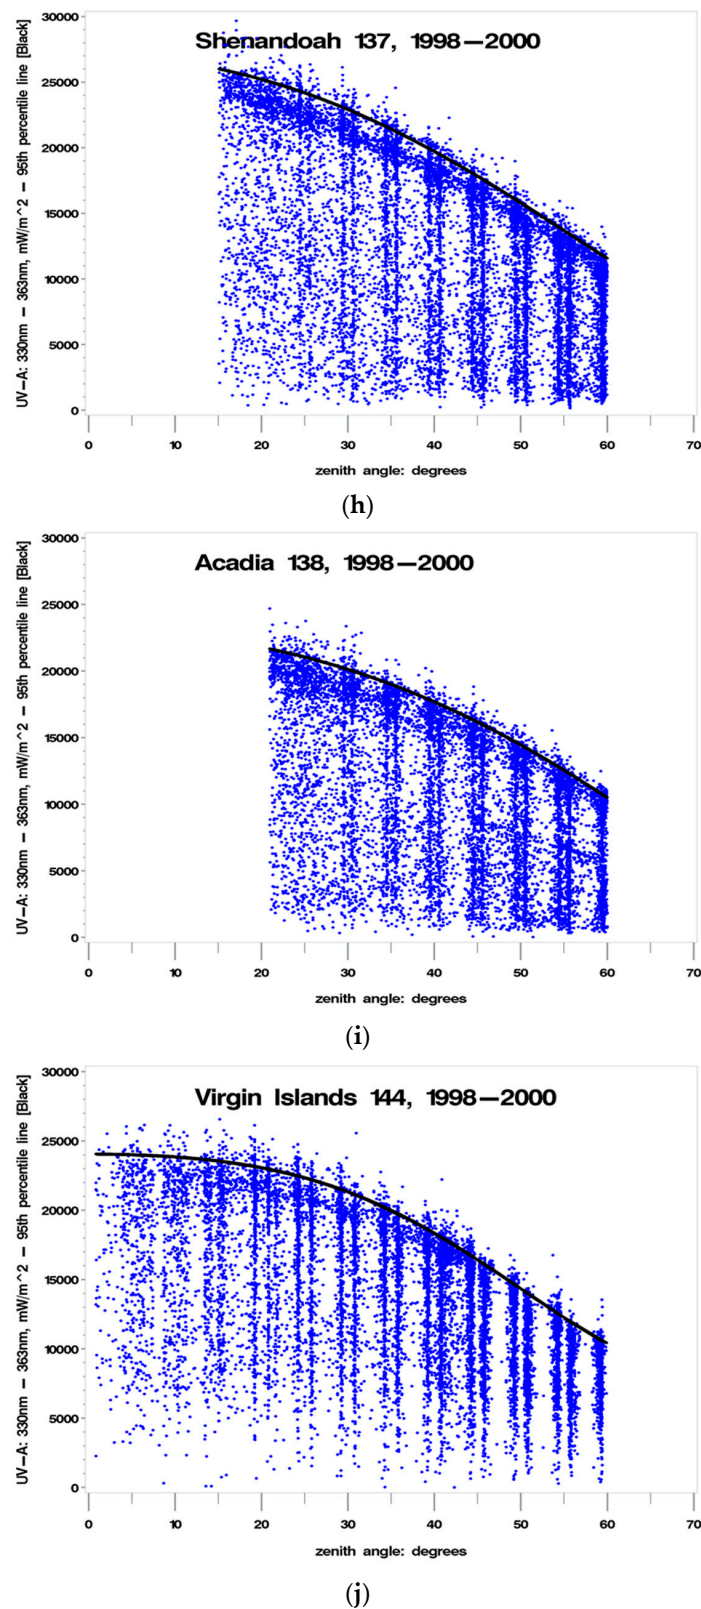 UV—A: 330nm — 363nm, mW/m^2 — 95th percentile line [Black]
Shenandoah 137, 1998—2000
30000
25000
20000
15000
10000
5000
0
0 10 20 30 40 50 60 70
zenith angle: degrees
(h)
UV—A: 330nm — 363nm, mW/m^2 — 95th percentile line [Black]
Acadia 138, 1998—2000
30000
25000
20000
15000
10000
5000
0
0 10 20 30 40 50 60 70
zenith angle: degrees
(i)
UV—A: 330nm — 363nm, mW/m^2 — 95th percentile line [Black]
Virgin Islands 144, 1998—2000
30000
25000
20000
15000
10000
5000
0
0 10 20 30 40 50 60 70
zenith angle: degrees
(j)